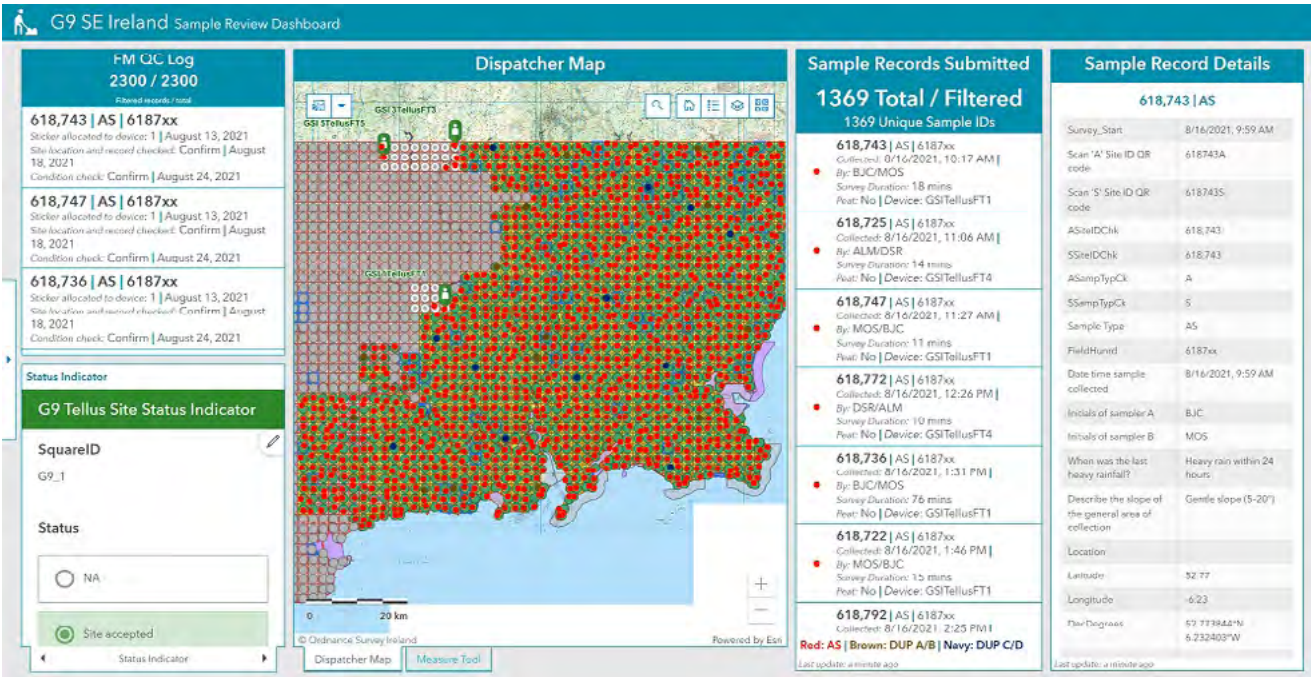 G9 SE Ireland Sample Review Dashboard
FM QC Log
2300 / 2300
Filtered records / total
618,743 | AS | 6187xx
Sticker allocated to device: 1 | August 13, 2021
Site location and record checked: Confirm | August
18, 2021
Condition check: Confirm | August 24, 2021
618,747 | AS | 6187xx
Sticker allocated to device: 1 | August 13, 2021
Site location and record checked: Confirm | August
18, 2021
Condition check: Confirm | August 24, 2021
618,736 | AS | 6187xx
Sticker allocated to device: 1 | August 13, 2021
Site location and record checked: Confirm | August
18, 2021
Condition check: Confirm | August 24, 2021
Status Indicator
G9 Tellus Site Status Indicator
SquareID
G9_1
Status
NA
Site accepted
Status Indicator
Dispatcher Map
GSI3TellusFT3
GSI5TellusFT5
GSI1TellusFT1
0 20 km
© Ordnance Survey Ireland
Powered by Esri
Dispatcher Map
Measure Tool
Sample Records Submitted
1369 Total / Filtered
1369 Unique Sample IDs
618,743 | AS | 6187xx
Collected: 8/16/2021, 10:17 AM |
By: BJC/MOS
Survey Duration: 18 mins
Peat: No | Device: GSITellusFT1
618,725 | AS | 6187xx
Collected: 8/16/2021, 11:06 AM |
By: ALM/DSR
Survey Duration: 14 mins
Peat: No | Device: GSITellusFT4
618,747 | AS | 6187xx
Collected: 8/16/2021, 11:27 AM |
By: MOS/BJC
Survey Duration: 11 mins
Peat: No | Device: GSITellusFT1
618,772 | AS | 6187xx
Collected: 8/16/2021, 12:26 PM |
By: DSR/ALM
Survey Duration: 10 mins
Peat: No | Device: GSITellusFT4
618,736 | AS | 6187xx
Collected: 8/16/2021, 1:31 PM |
By: BJC/MOS
Survey Duration: 76 mins
Peat: No | Device: GSITellusFT1
618,722 | AS | 6187xx
Collected: 8/16/2021, 1:46 PM |
By: MOS/BJC
Survey Duration: 15 mins
Peat: No | Device: GSITellusFT1
618,792 | AS | 6187xx
Collected: 8/16/2021, 2:25 PM |
Red: AS | Brown: DUP A/B | Navy: DUP C/D
Last update: a minute ago
Sample Record Details
618,743 | AS
Survey_Start 8/16/2021, 9:59 AM
Scan 'A' Site ID QR 618743A
code
Scan 'S' Site ID QR 618743S
code
ASiteIDChk 618,743
SSiteIDChk 618,743
ASampTypCk A
SSampTypCk S
Sample Type AS
FieldHunrd 6187xx
Date time sample 8/16/2021, 9:59 AM
collected
Initials of sampler A BJC
Initials of sampler B MOS
When was the last Heavy rain within 24
heavy rainfall? hours
Describe the slope of Gentle slope (5-20°)
the general area of
collection
Location
Latitude 52.77
Longitude -6.23
DecDegrees 52.773844°N
6.232403°W
Last update: a minute ago